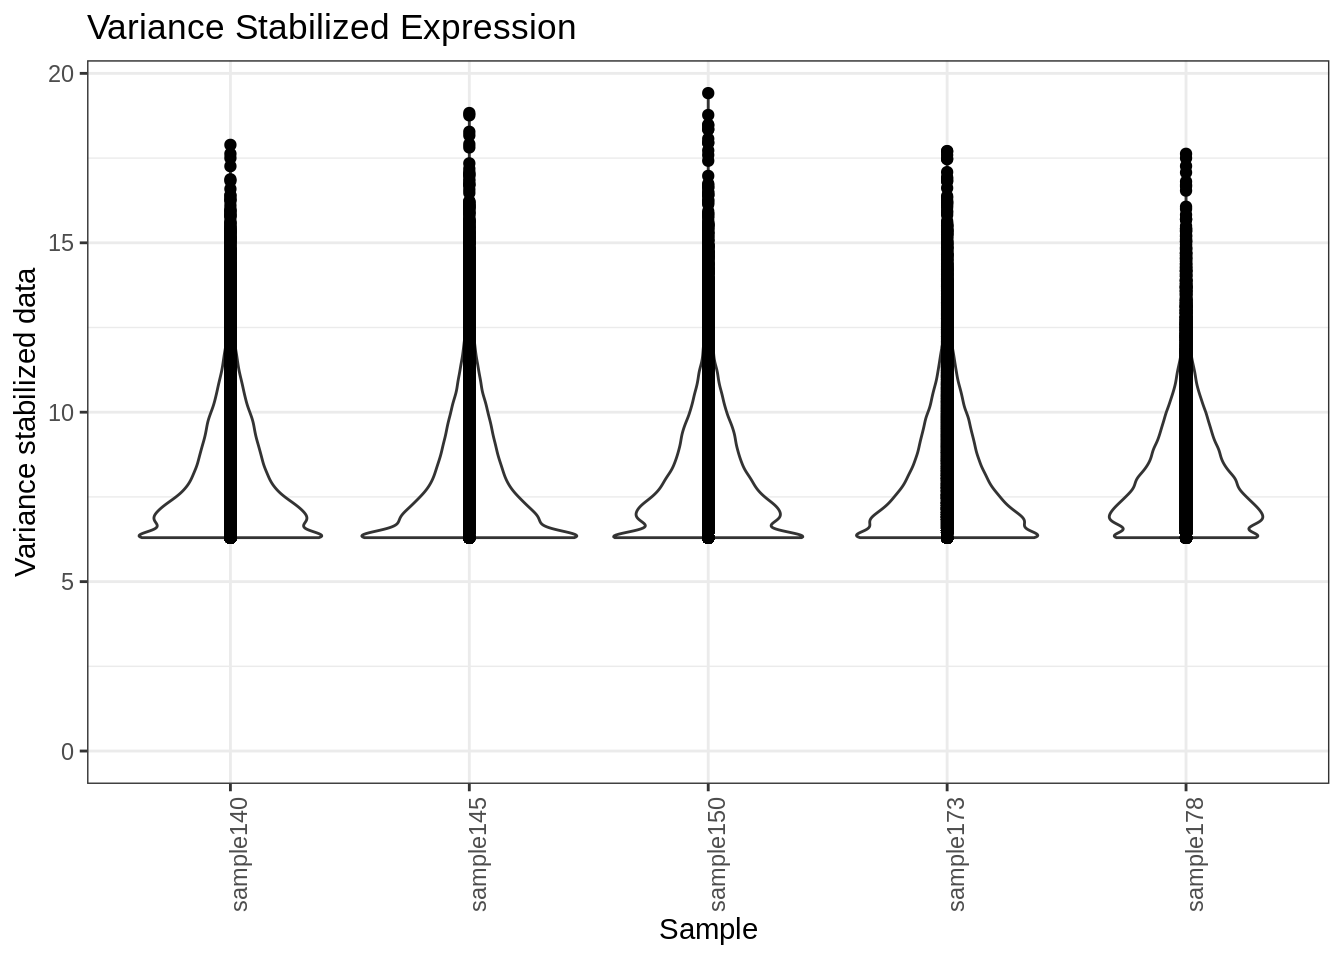 Variance Stabilized Expression
Variance stabilized data
20
15
10
5
0
sample140
sample145
sample150
sample173
sample178
Sample